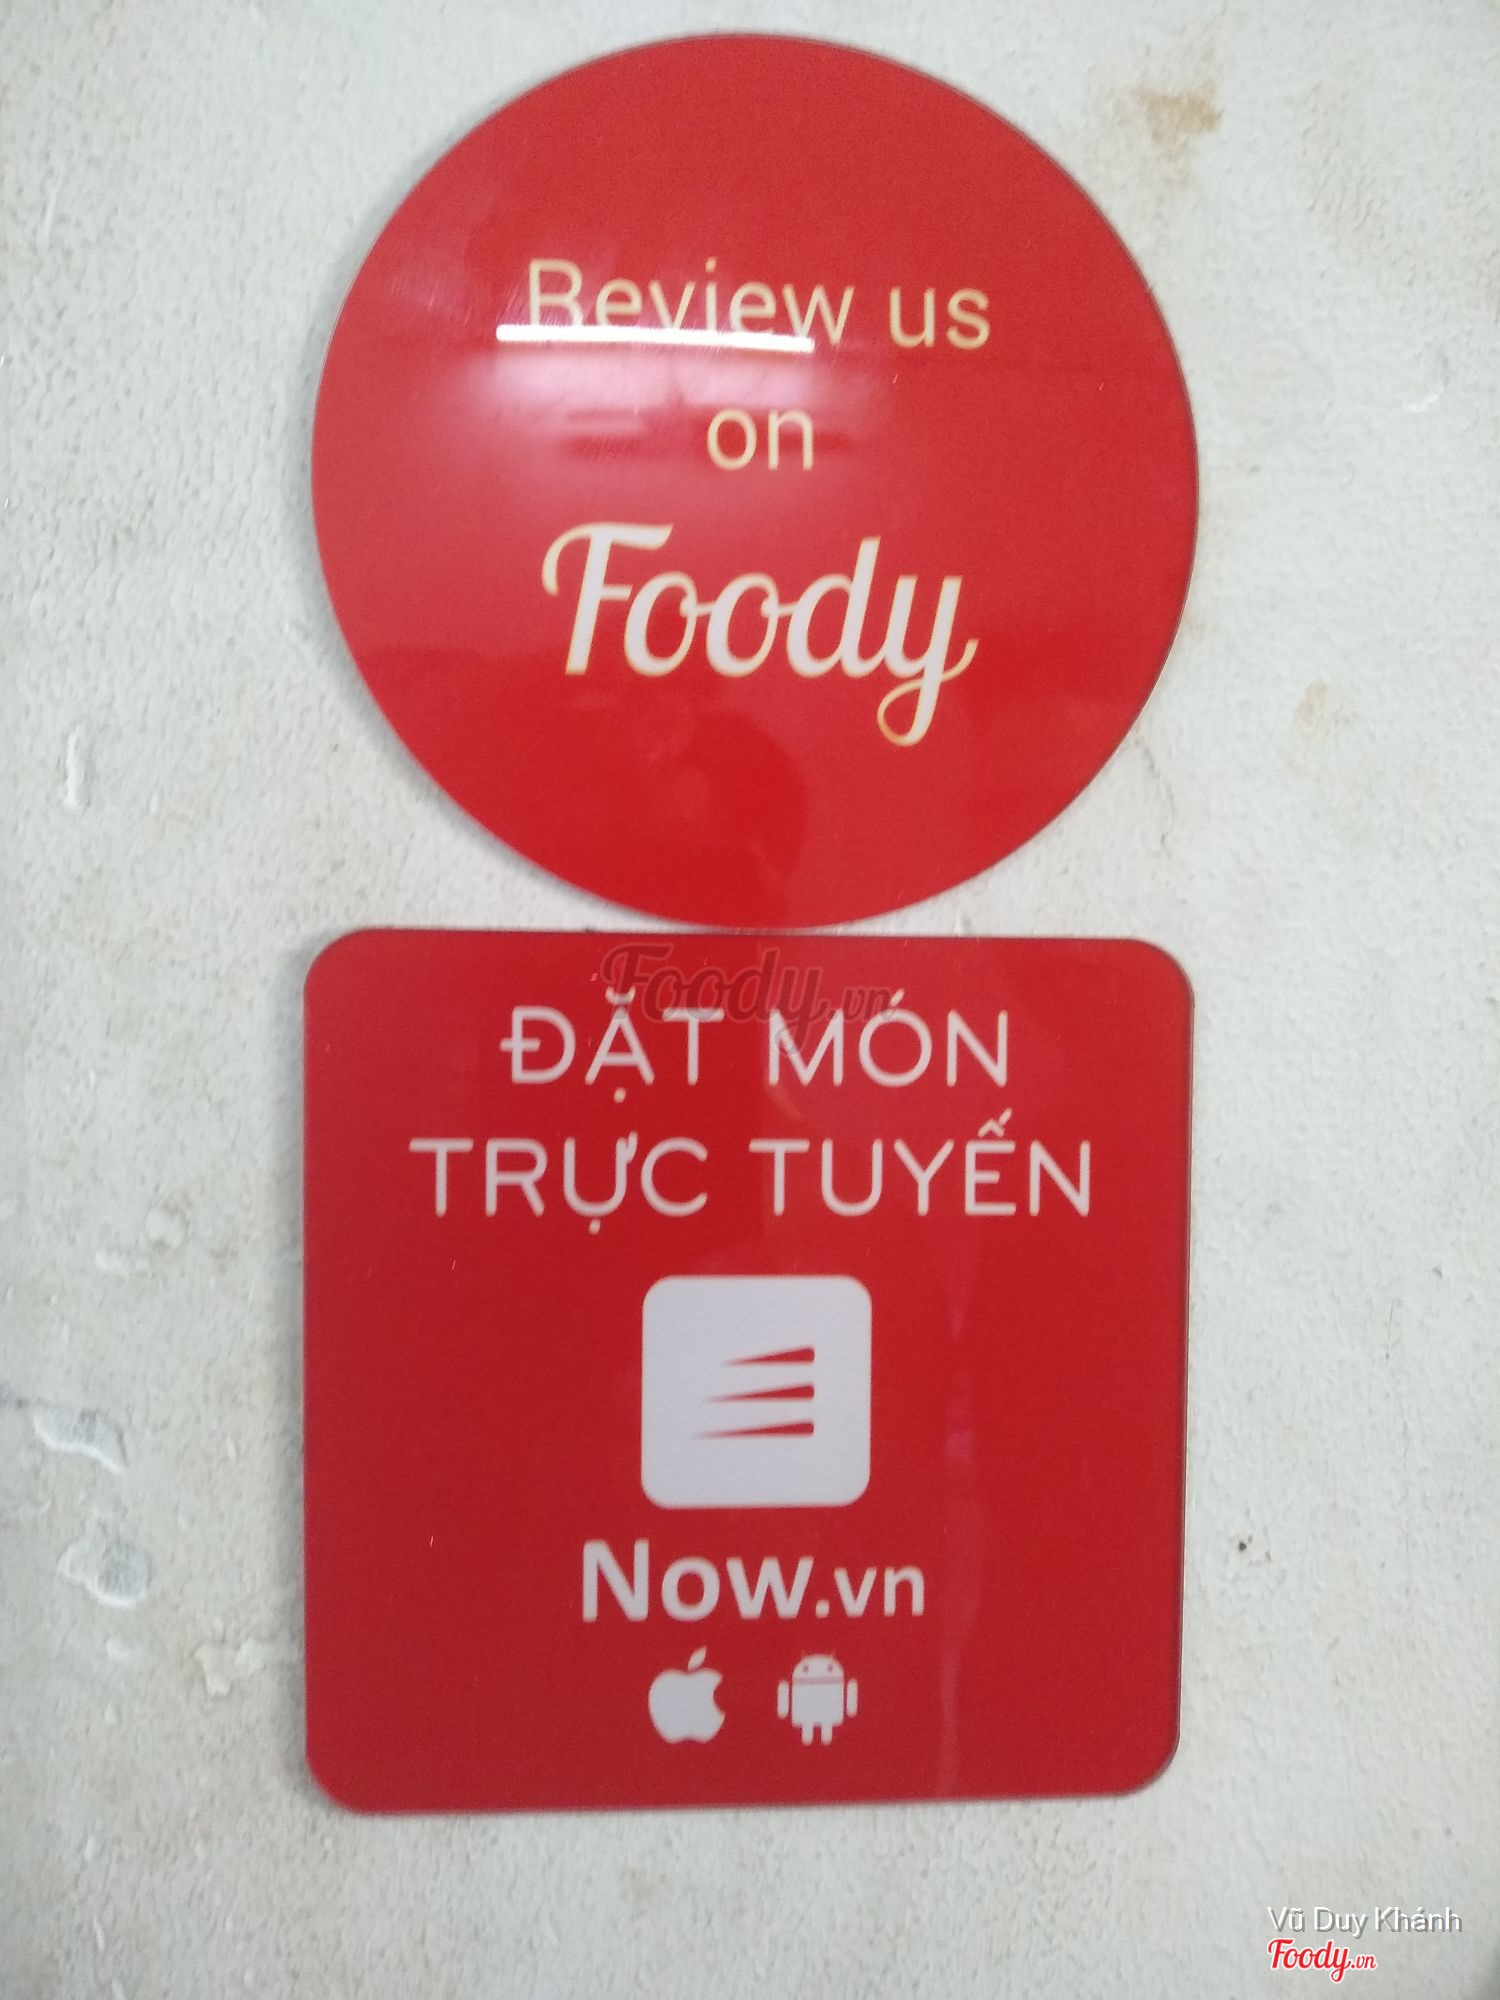 Review us
on
Foody
Foody.vn
ĐẶT MÓN
TRỰC TUYẾN
Now.vn
Vũ Duy Khánh
Foody.vn